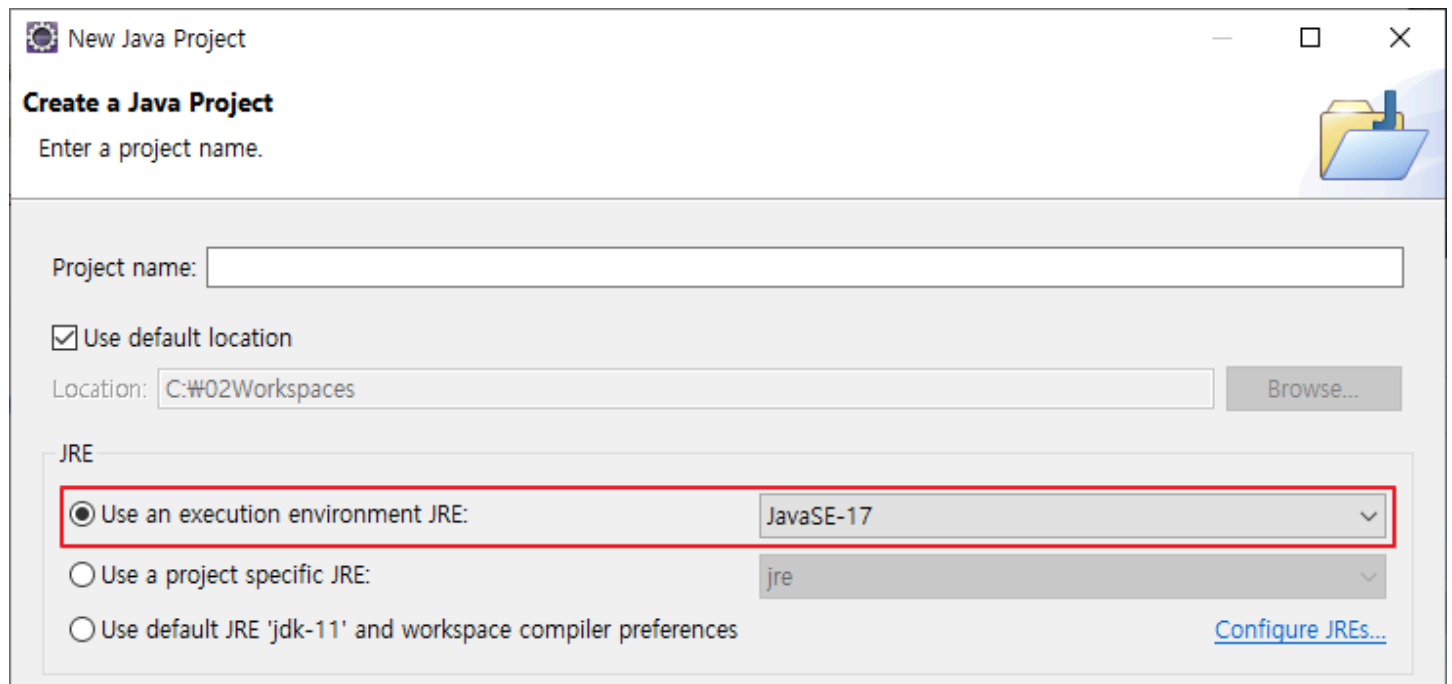 New Java Project
Create a Java Project
Enter a project name.
Project name:
Use default location
Location: C:₩02Workspaces Browse...
JRE
Use an execution environment JRE: JavaSE-17
Use a project specific JRE: jre
Use default JRE 'jdk-11' and workspace compiler preferences Configure JREs...